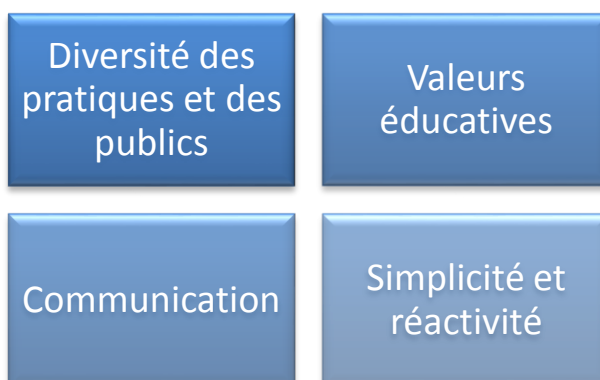 Diversité des
pratiques et des
publics
Valeurs
éducatives
Communication
Simplicité et
réactivité